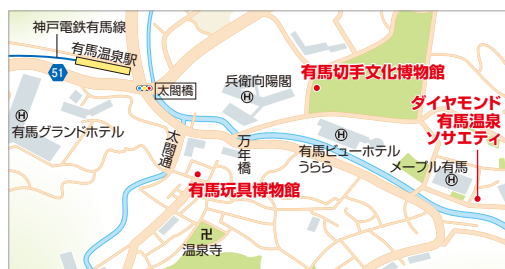 神戸電鉄有馬線
有馬温泉駅
51
太閤橋
兵衛向陽閣
H
有馬切手文化博物館
ダイヤモンド
有馬温泉
ソサエティ
H
有馬グランドホテル
太閤通
万年橋
H
有馬ビューホテル
うらら
メープル有馬
H
有馬玩具博物館
卍
温泉寺